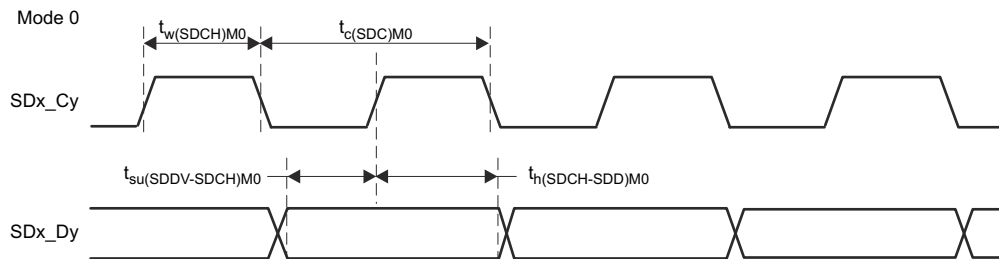 Mode 0
tw(SDCH)M0 tc(SDC)M0
SDx_Cy
tsu(SDDV-SDCH)M0 th(SDCH-SDD)M0
SDx_Dy